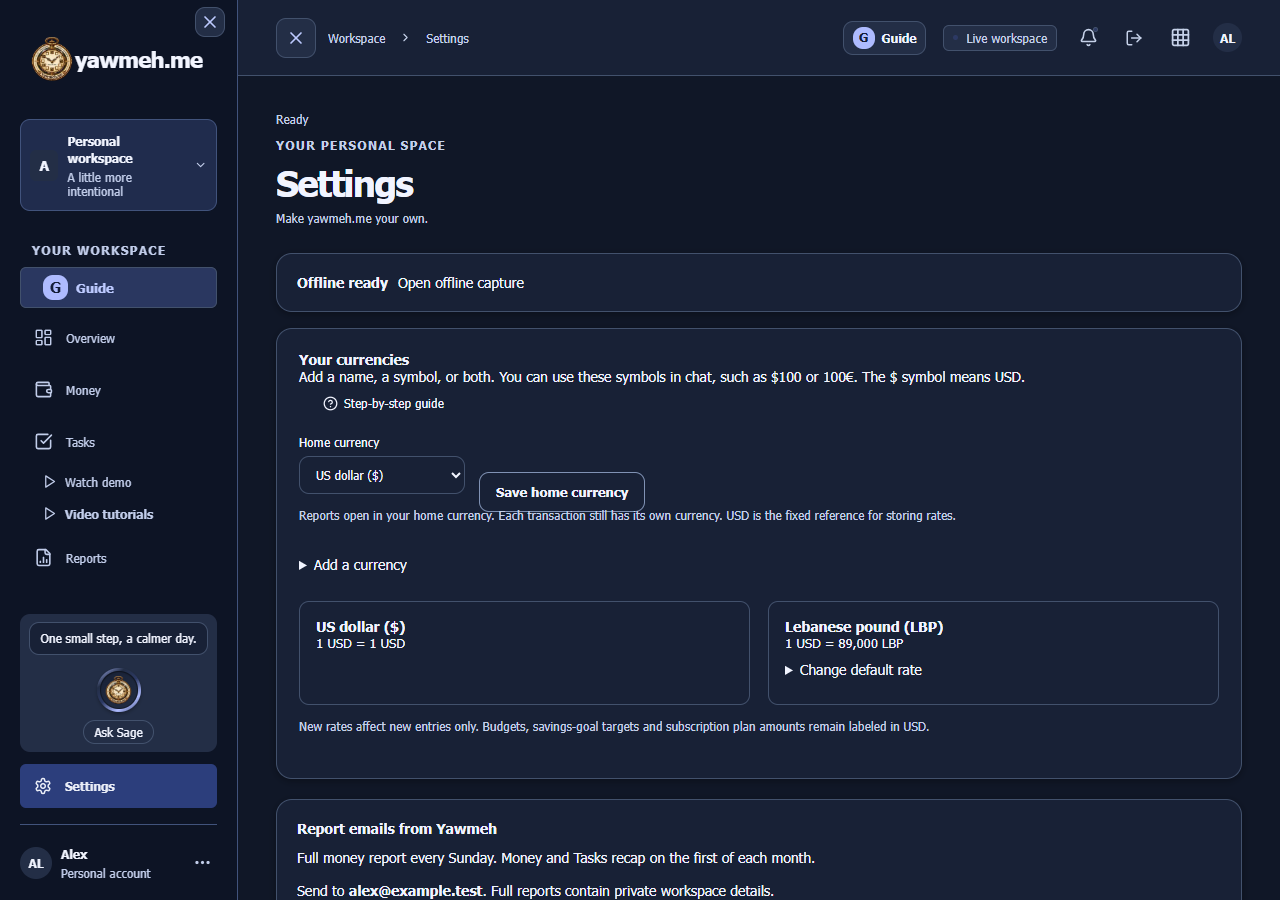 yawmeh.me
A
Personal
workspace
A little more
intentional
YOUR WORKSPACE
G Guide
Overview
Money
Tasks
Watch demo
Video tutorials
Reports
One small step, a calmer day.
Ask Sage
Settings
AL
Alex
Personal account
Workspace
Settings
G Guide
Live workspace
AL
Ready
YOUR PERSONAL SPACE
Settings
Make yawmeh.me your own.
Offline ready Open offline capture
Your currencies
Add a name, a symbol, or both. You can use these symbols in chat, such as $100 or 100€. The $ symbol means USD.
Step-by-step guide
Home currency
US dollar ($)
Save home currency
Reports open in your home currency. Each transaction still has its own currency. USD is the fixed reference for storing rates.
Add a currency
US dollar ($)
1 USD = 1 USD
Lebanese pound (LBP)
1 USD = 89,000 LBP
Change default rate
New rates affect new entries only. Budgets, savings-goal targets and subscription plan amounts remain labeled in USD.
Report emails from Yawmeh
Full money report every Sunday. Money and Tasks recap on the first of each month.
Send to alex@example.test. Full reports contain private workspace details.